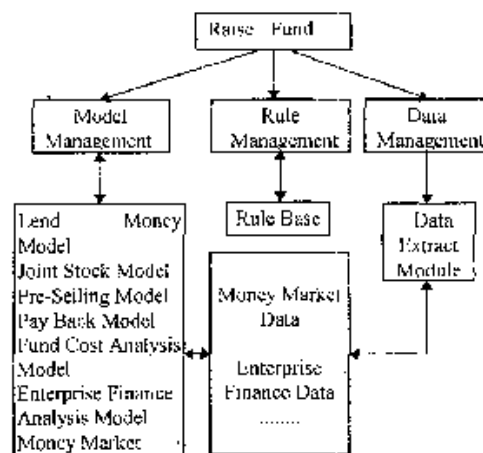 Raise Fund
Model
Management
Rule
Management
Data
Management
Lend Money
Model
Joint Stock Model
Pre-Selling Model
Pay Back Model
Fund Cost Analysis
Model
Enterprise Finance
Analysis Model
Money Market
Rule Base
Money Market
Data
Enterprise
Finance Data
........
Data
Extract
Module